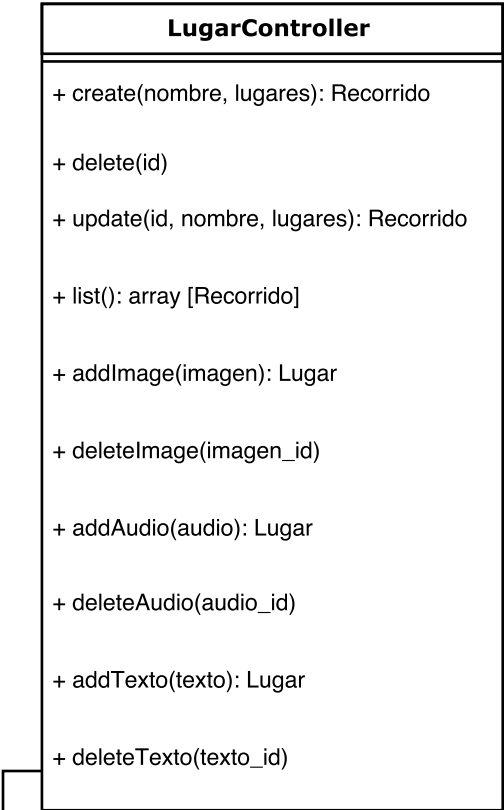 LugarController
+ create(nombre, lugares): Recorrido
+ delete(id)
+ update(id, nombre, lugares): Recorrido
+ list(): array [Recorrido]
+ addImage(imagen): Lugar
+ deleteImage(imagen_id)
+ addAudio(audio): Lugar
+ deleteAudio(audio_id)
+ addTexto(texto): Lugar
+ deleteTexto(texto_id)